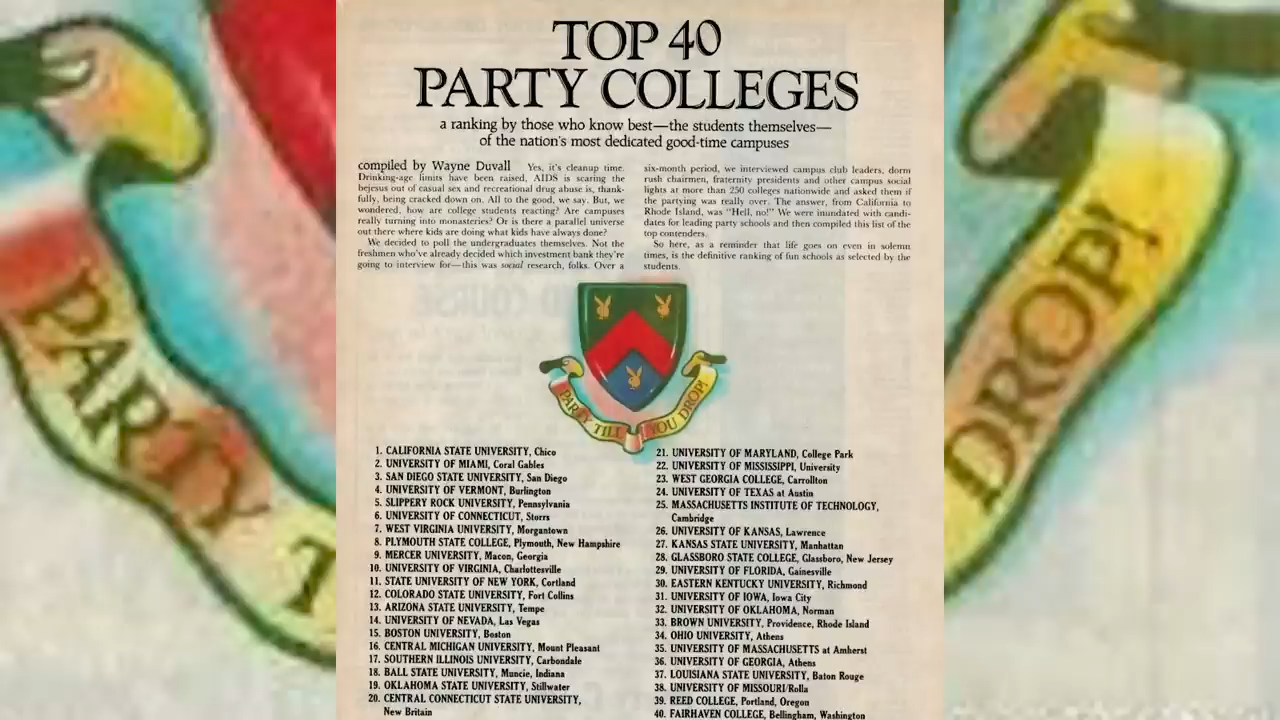 TOP 40
PARTY COLLEGES
a ranking by those who know best—the students themselves—
of the nation's most dedicated good-time campuses
compiled by Wayne Duvall Yes, it's cleanup time.
Drinking-age limits have been raised, AIDS is scaring the
bejesus out of casual sex and recreational drug abuse is, thank-
fully, being cracked down on. All to the good, we say. But, we
wondered, how are college students reacting? Are campuses
really turning into monasteries? Or is there a parallel universe
out there where kids are doing what kids have always done?
We decided to poll the undergraduates themselves. Not the
freshmen who've already decided which investment bank they're
going to interview for—this was social research, folks. Over a
six-month period, we interviewed campus club leaders, dorm
rush chairmen, fraternity presidents and other campus social
lights at more than 250 colleges nationwide and asked them if
the partying was really over. The answer, from California to
Rhode Island, was "Hell, no!" We were inundated with candi-
dates for leading party schools and then compiled this list of the
top contenders.
So here, as a reminder that life goes on even in solemn
times, is the definitive ranking of fun schools as selected by the
students.
PARTY TILL YOU DROP!
1. CALIFORNIA STATE UNIVERSITY, Chico
2. UNIVERSITY OF MIAMI, Coral Gables
3. SAN DIEGO STATE UNIVERSITY, San Diego
4. UNIVERSITY OF VERMONT, Burlington
5. SLIPPERY ROCK UNIVERSITY, Pennsylvania
6. UNIVERSITY OF CONNECTICUT, Storrs
7. WEST VIRGINIA UNIVERSITY, Morgantown
8. PLYMOUTH STATE COLLEGE, Plymouth, New Hampshire
9. MERCER UNIVERSITY, Macon, Georgia
10. UNIVERSITY OF VIRGINIA, Charlottesville
11. STATE UNIVERSITY OF NEW YORK, Cortland
12. COLORADO STATE UNIVERSITY, Fort Collins
13. ARIZONA STATE UNIVERSITY, Tempe
14. UNIVERSITY OF NEVADA, Las Vegas
15. BOSTON UNIVERSITY, Boston
16. CENTRAL MICHIGAN UNIVERSITY, Mount Pleasant
17. SOUTHERN ILLINOIS UNIVERSITY, Carbondale
18. BALL STATE UNIVERSITY, Muncie, Indiana
19. OKLAHOMA STATE UNIVERSITY, Stillwater
20. CENTRAL CONNECTICUT STATE UNIVERSITY,
New Britain
21. UNIVERSITY OF MARYLAND, College Park
22. UNIVERSITY OF MISSISSIPPI, University
23. WEST GEORGIA COLLEGE, Carrollton
24. UNIVERSITY OF TEXAS at Austin
25. MASSACHUSETTS INSTITUTE OF TECHNOLOGY,
Cambridge
26. UNIVERSITY OF KANSAS, Lawrence
27. KANSAS STATE UNIVERSITY, Manhattan
28. GLASSBORO STATE COLLEGE, Glassboro, New Jersey
29. UNIVERSITY OF FLORIDA, Gainesville
30. EASTERN KENTUCKY UNIVERSITY, Richmond
31. UNIVERSITY OF IOWA, Iowa City
32. UNIVERSITY OF OKLAHOMA, Norman
33. BROWN UNIVERSITY, Providence, Rhode Island
34. OHIO UNIVERSITY, Athens
35. UNIVERSITY OF MASSACHUSETTS at Amherst
36. UNIVERSITY OF GEORGIA, Athens
37. LOUISIANA STATE UNIVERSITY, Baton Rouge
38. UNIVERSITY OF MISSOURI/Rolla
39. REED COLLEGE, Portland, Oregon
40. FAIRHAVEN COLLEGE, Bellingham, Washington
PARTY T
DROP!